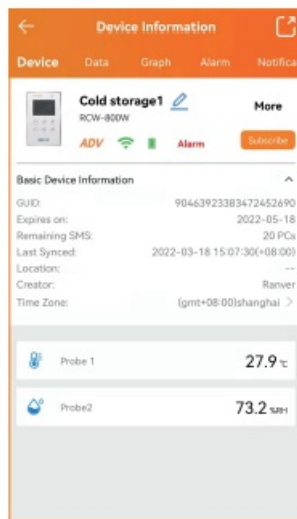 Device Information
Device Data Graph Alarm Notifica
Cold storage1 More
RCW-800W
ADV Alarm Subscribe
Basic Device Information
GUID: 90463923383472452690
Expires on: 2022-05-18
Remaining SMS: 20 PCs
Last Synced: 2022-03-18 15:07:30(+08:00)
Location: --
Creator: Ranver
Time Zone: (gmt+08:00)shanghai >
Probe 1 27.9 ℃
Probe2 73.2 %RH